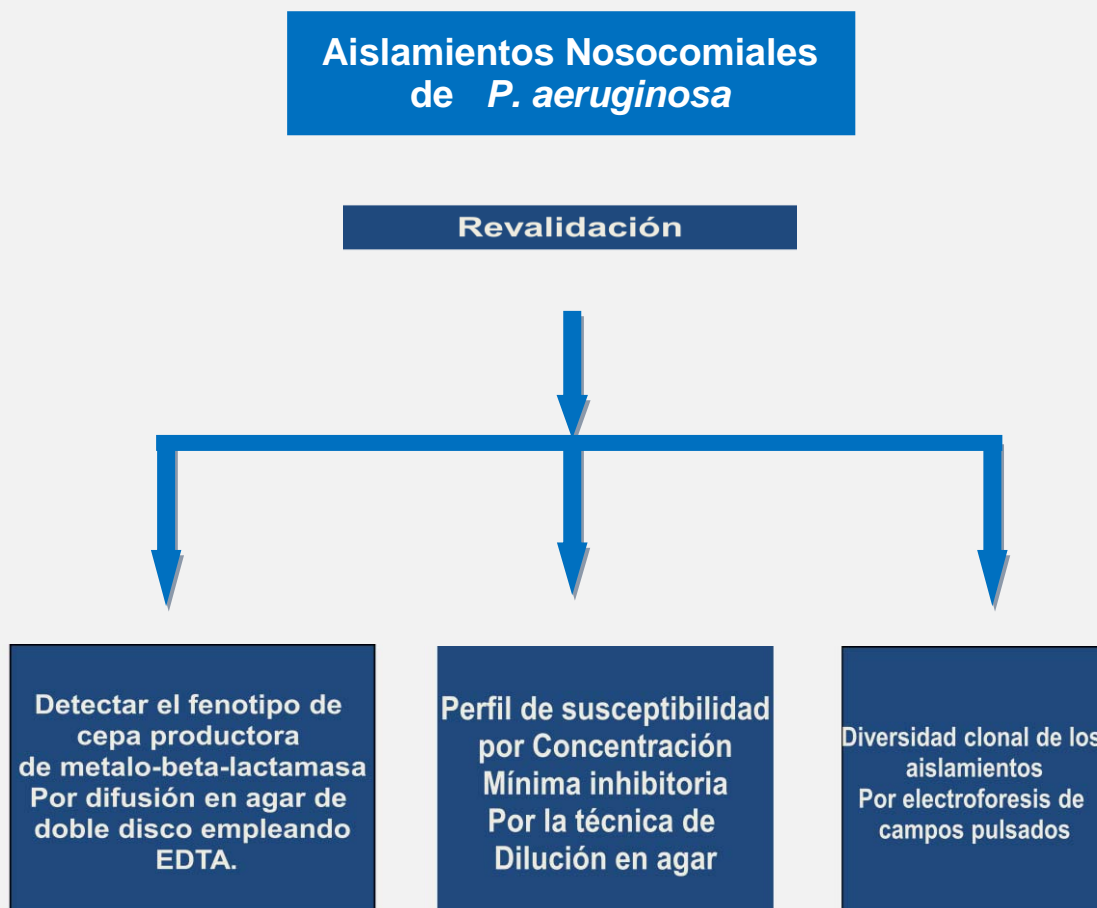 Aislamientos Nosocomiales
de P. aeruginosa
Revalidación
Detectar el fenotipo de
cepa productora
de metalo-beta-lactamasa
Por difusión en agar de
doble disco empleando
EDTA.
Perfil de susceptibilidad
por Concentración
Mínima inhibitoria
Por la técnica de
Dilución en agar
Diversidad clonal de los
aislamientos
Por electroforesis de
campos pulsados